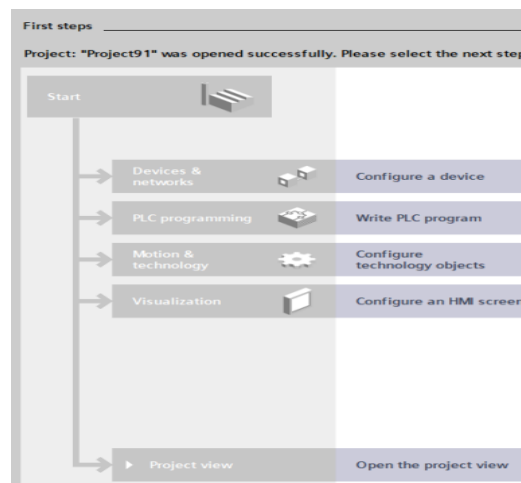 First steps
Project: "Project91" was opened successfully. Please select the next step
Start
Devices &
networks
Configure a device
PLC programming
Write PLC program
Motion &
technology
Configure
technology objects
Visualization
Configure an HMI screen
Project view
Open the project view